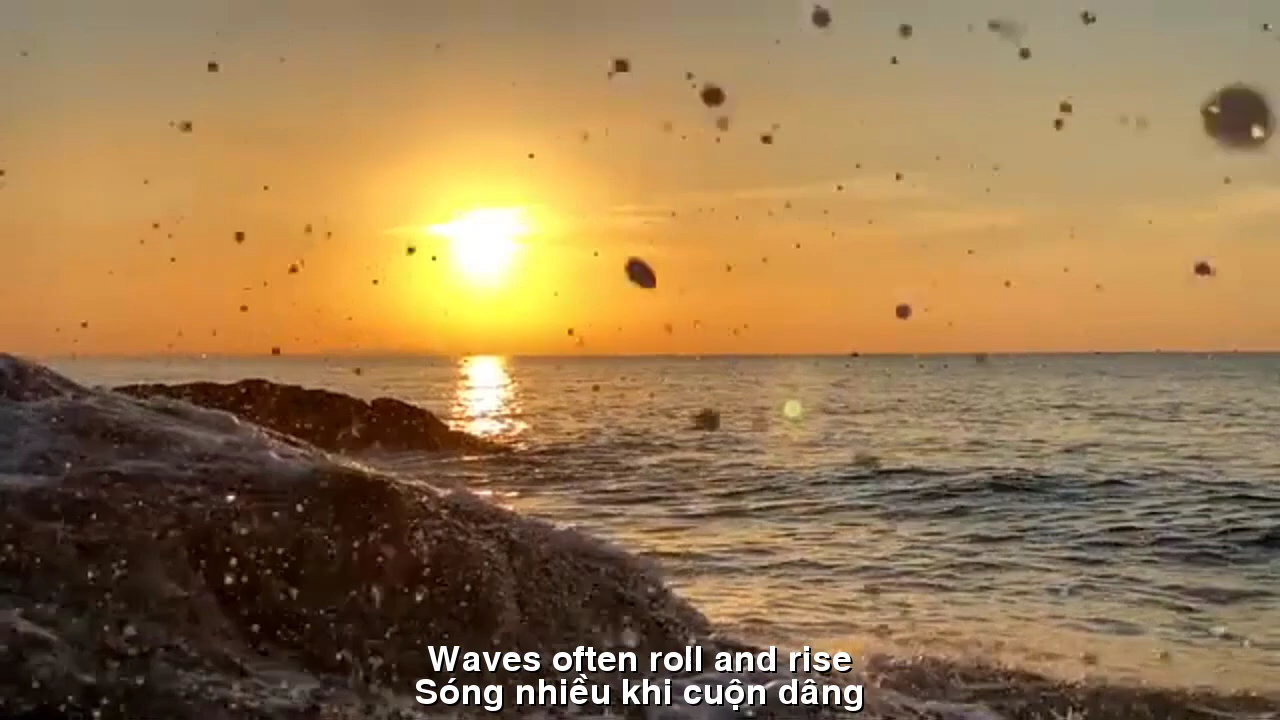 Waves often roll and rise
Sóng nhiều khi cuộn dâng